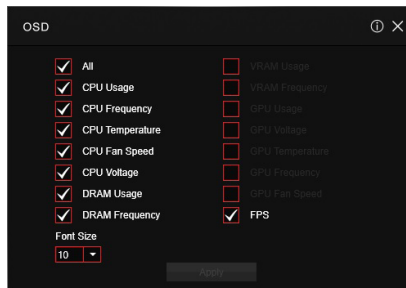 OSD
All
CPU Usage
CPU Frequency
CPU Temperature
CPU Fan Speed
CPU Voltage
DRAM Usage
DRAM Frequency
VRAM Usage
VRAM Frequency
GPU Usage
GPU Voltage
GPU Temperature
GPU Frequency
GPU Fan Speed
FPS
Font Size
10
Apply